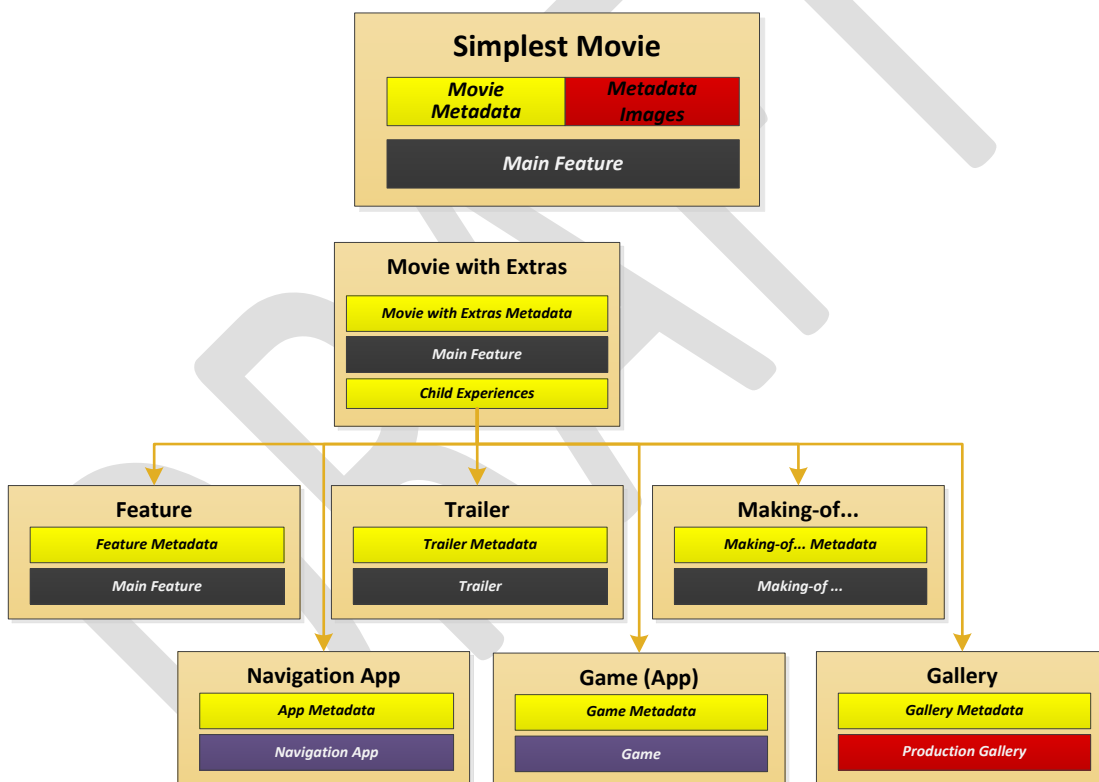 Simplest Movie
Movie
Metadata
Metadata
Images
Main Feature
Movie with Extras
Movie with Extras Metadata
Main Feature
Child Experiences
Feature
Feature Metadata
Main Feature
Trailer
Trailer Metadata
Trailer
Making-of...
Making-of... Metadata
Making-of ...
Navigation App
App Metadata
Navigation App
Game (App)
Game Metadata
Game
Gallery
Gallery Metadata
Production Gallery